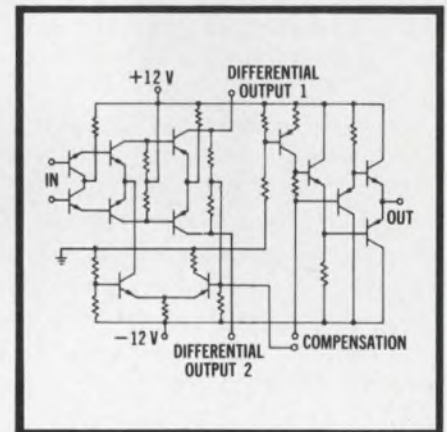 +12 V
DIFFERENTIAL
OUTPUT 1
IN
OUT
−12 V
DIFFERENTIAL
OUTPUT 2
COMPENSATION